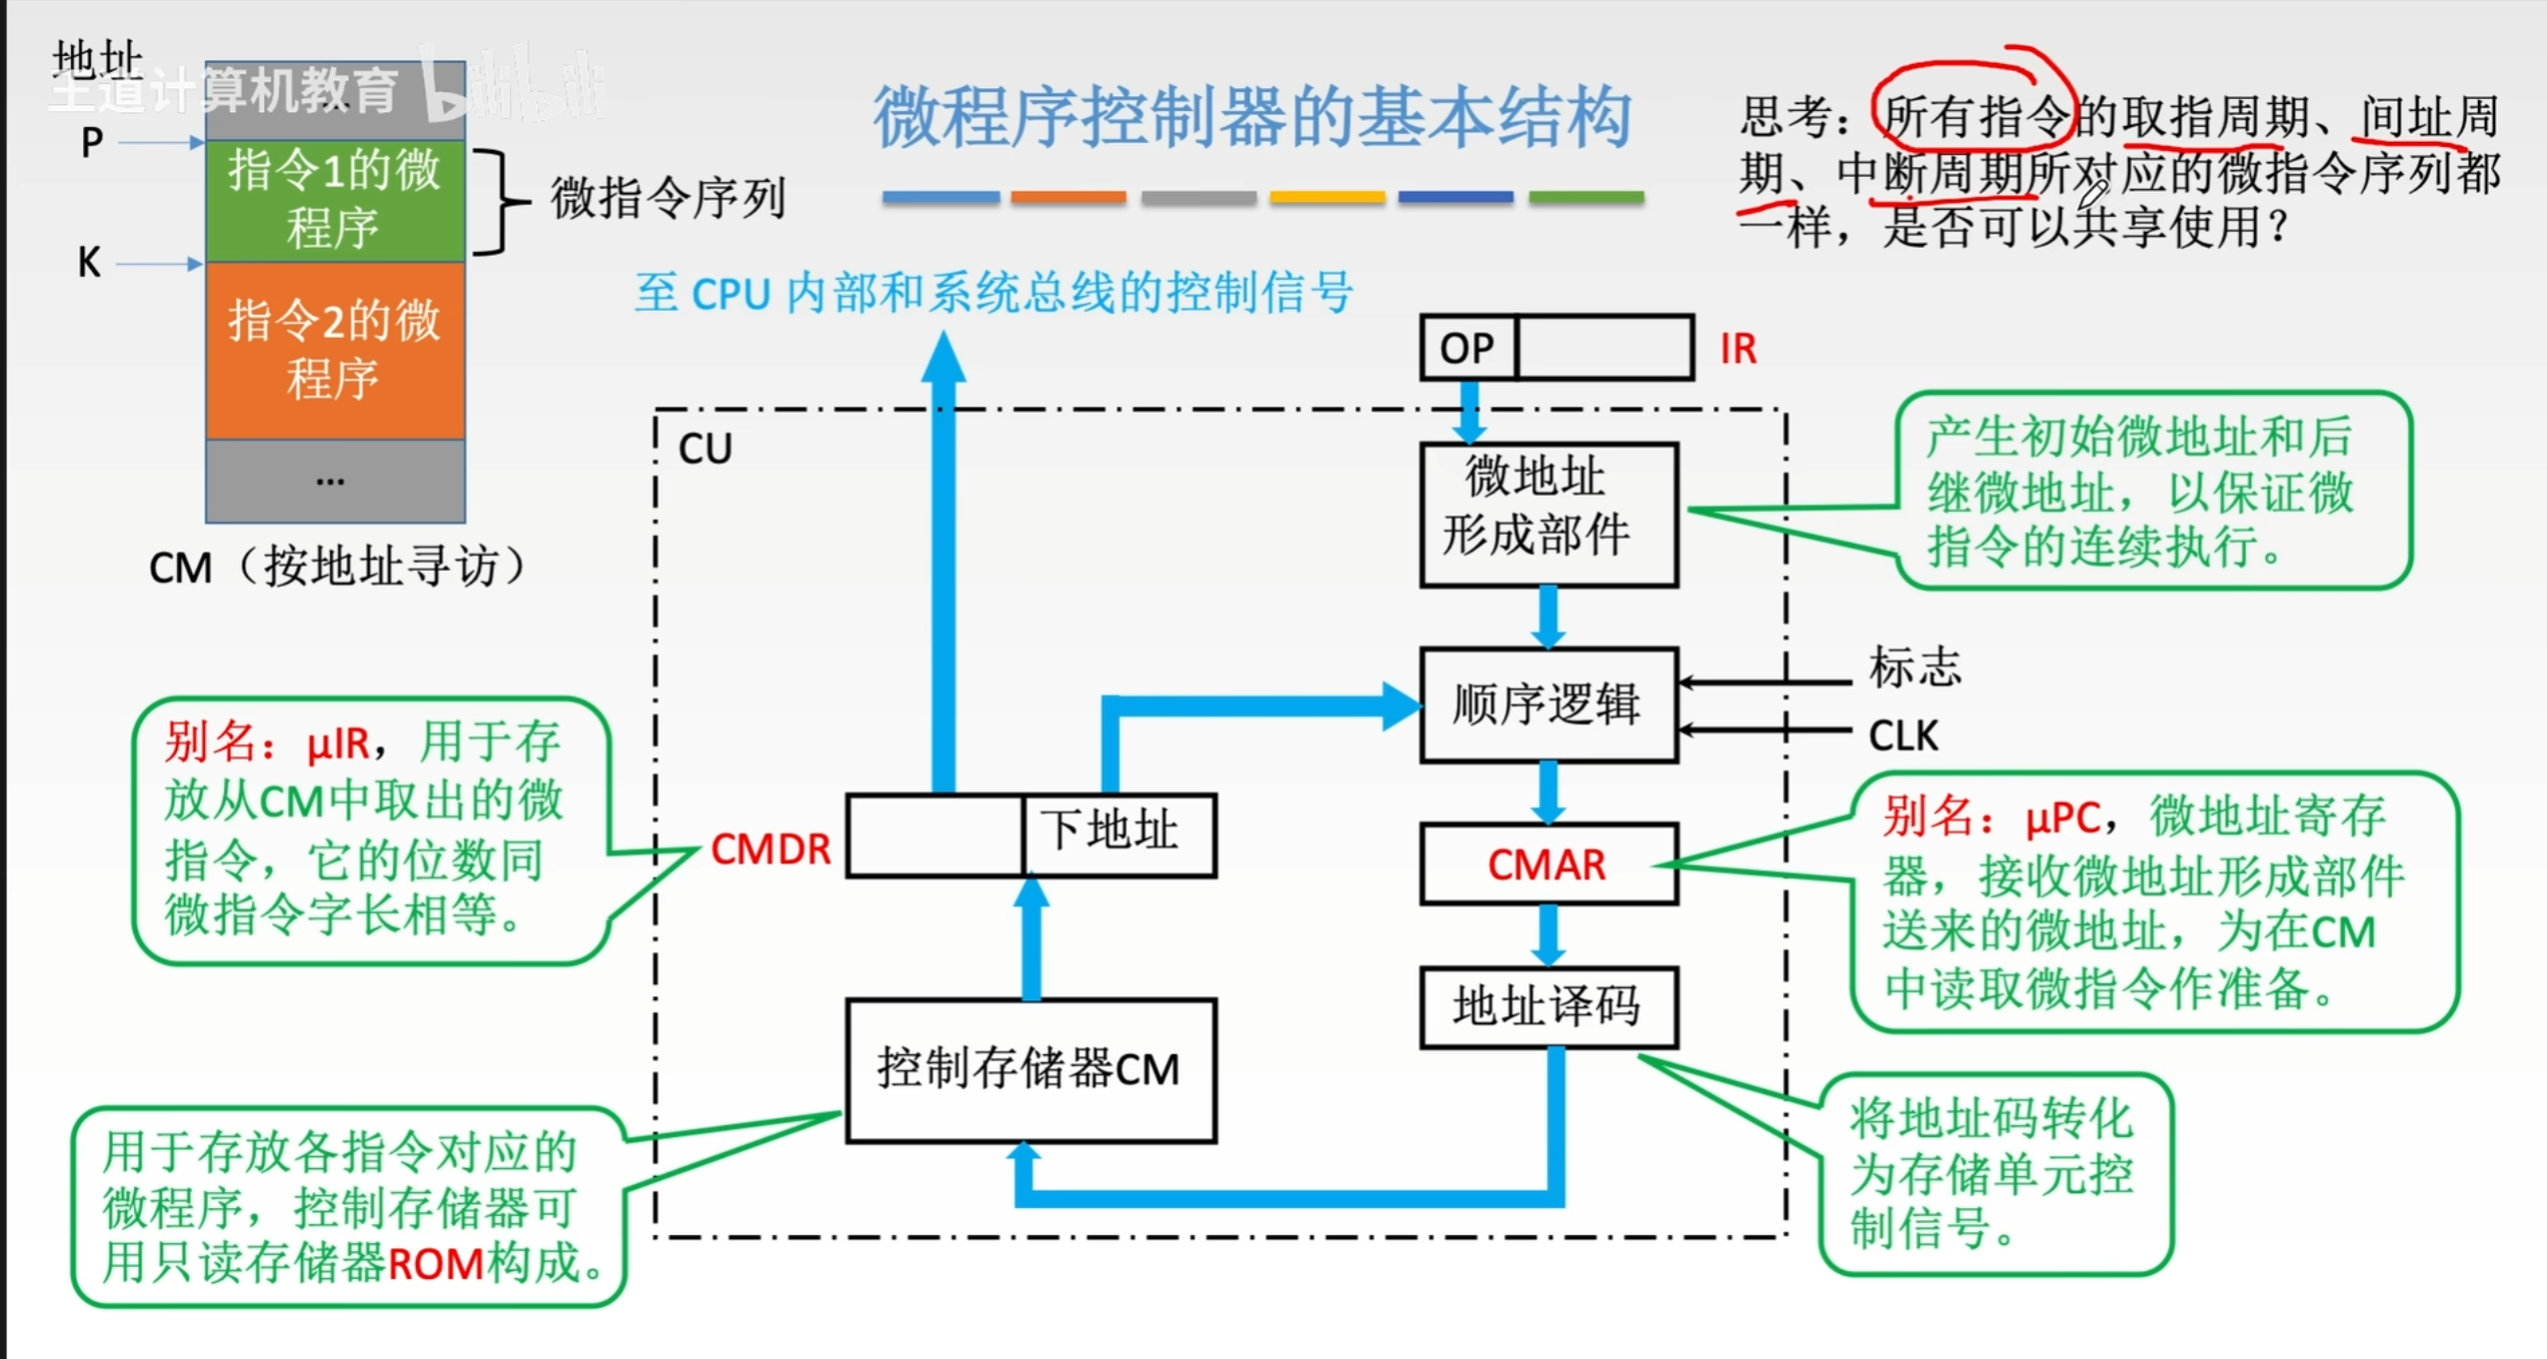 地址
王道计算机教育 bilibili
...
P
指令1的微
程序
微指令序列
K
指令2的微
程序
...
CM（按地址寻访）
微程序控制器的基本结构
思考：所有指令的取指周期、间址周
期、中断周期所对应的微指令序列都
一样，是否可以共享使用？
至 CPU 内部和系统总线的控制信号
OP
IR
CU
微地址
形成部件
产生初始微地址和后
继微地址，以保证微
指令的连续执行。
顺序逻辑
标志
CLK
别名：μIR，用于存
放从CM中取出的微
指令，它的位数同
微指令字长相等。
CMDR
下地址
CMAR
别名：μPC，微地址寄存
器，接收微地址形成部件
送来的微地址，为在CM
中读取微指令作准备。
地址译码
控制存储器CM
用于存放各指令对应的
微程序，控制存储器可
用只读存储器ROM构成。
将地址码转化
为存储单元控
制信号。